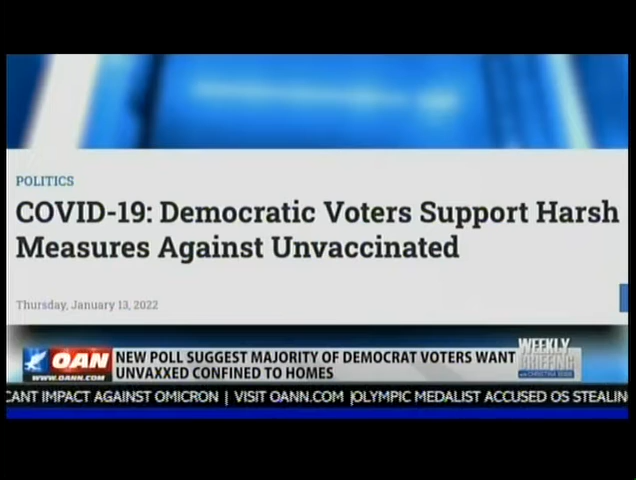 POLITICS
COVID-19: Democratic Voters Support Harsh
Measures Against Unvaccinated
Thursday, January 13, 2022
OAN
WWW.OANN.COM
NEW POLL SUGGEST MAJORITY OF DEMOCRAT VOTERS WANT
UNVAXXED CONFINED TO HOMES
WEEKLY
BRIEFING
CANT IMPACT AGAINST OMICRON | VISIT OANN.COM |OLYMPIC MEDALIST ACCUSED OS STEALIN